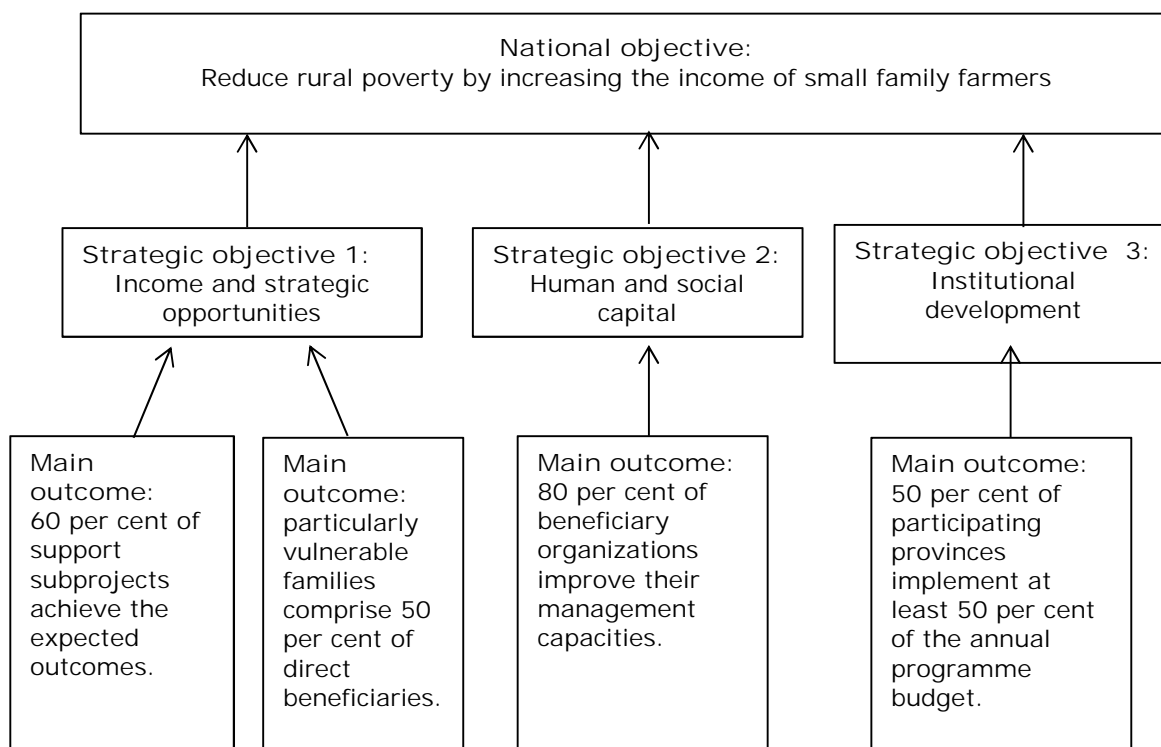 National objective:
Reduce rural poverty by increasing the income of small family farmers
Strategic objective 1:
Income and strategic
opportunities
Strategic objective 2:
Human and social
capital
Strategic objective  3:
Institutional
development
Main
outcome:
60 per cent of
support
subprojects
achieve the
expected
outcomes.
Main
outcome:
particularly
vulnerable
families
comprise 50
per cent of
direct
beneficiaries.
Main outcome:
80 per cent of
beneficiary
organizations
improve their
management
capacities.
Main outcome:
50 per cent of
participating
provinces
implement at
least 50 per cent
of the annual
programme
budget.